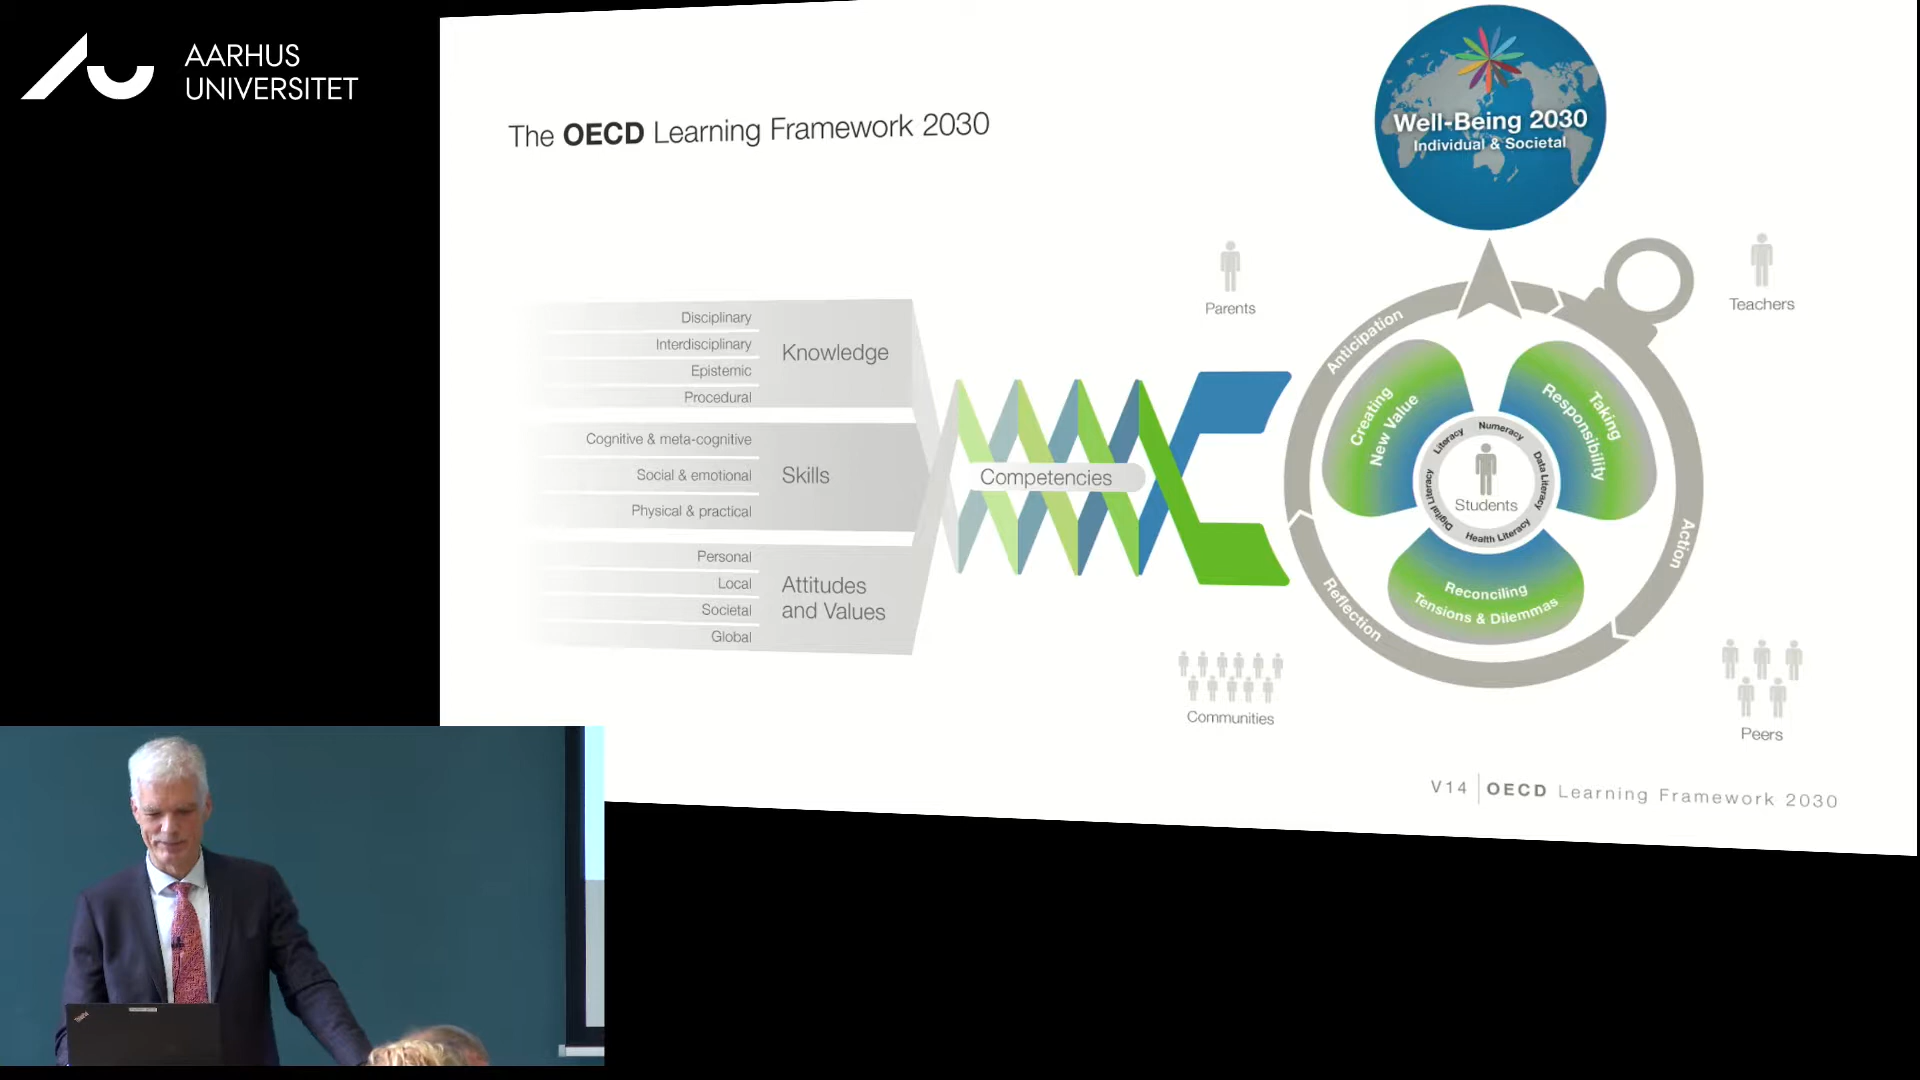 AARHUS
UNIVERSITET
The OECD Learning Framework 2030
Well-Being 2030
Individual & Societal
Parents
Teachers
Disciplinary
Interdisciplinary
Epistemic
Procedural
Knowledge
Cognitive & meta-cognitive
Social & emotional
Physical & practical
Skills
Personal
Local
Societal
Global
Attitudes
and Values
Competencies
Anticipation
Action
Reflection
Creating
New Value
Taking
Responsibility
Reconciling
Tensions & Dilemmas
Literacy
Numeracy
Data Literacy
Health Literacy
Digital Literacy
Students
Communities
Peers
V14 | OECD Learning Framework 2030